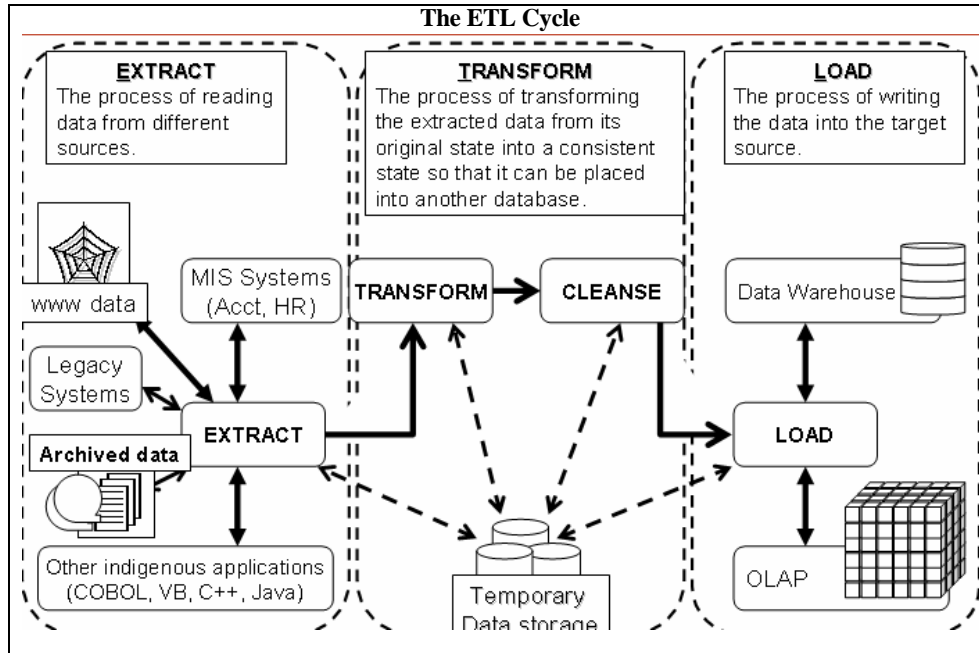 The ETL Cycle
EXTRACT
The process of reading
data from different
sources.
TRANSFORM
The process of transforming
the extracted data from its
original state into a consistent
state so that it can be placed
into another database.
LOAD
The process of writing
the data into the target
source.
www data
MIS Systems
(Acct, HR)
Legacy
Systems
EXTRACT
Archived data
Other indigenous applications
(COBOL, VB, C++, Java)
TRANSFORM
CLEANSE
Temporary
Data storage
Data Warehouse
LOAD
OLAP